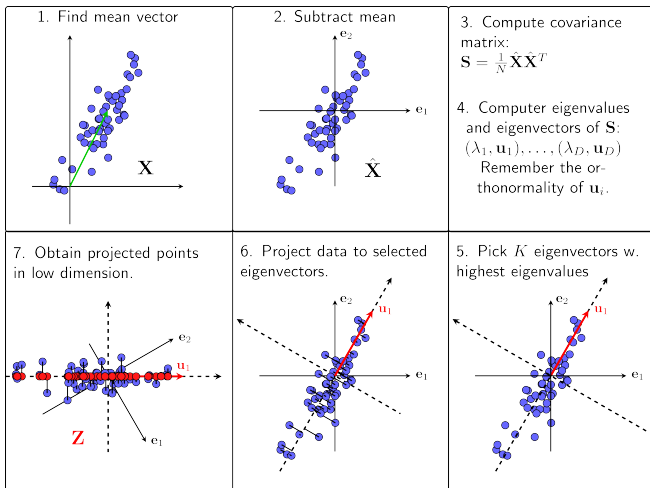 1. Find mean vector
X
2. Subtract mean
e₂
e₁
X̂
3. Compute covariance
matrix:
S = 1/N X̂X̂ᵀ
4. Computer eigenvalues
and eigenvectors of S:
(λ₁, u₁), . . . , (λ_D, u_D)
Remember the or-
thonormality of uᵢ.
7. Obtain projected points
in low dimension.
e₂
u₁
Z
e₁
6. Project data to selected
eigenvectors.
e₂
u₁
e₁
5. Pick K eigenvectors w.
highest eigenvalues
e₂
u₁
e₁